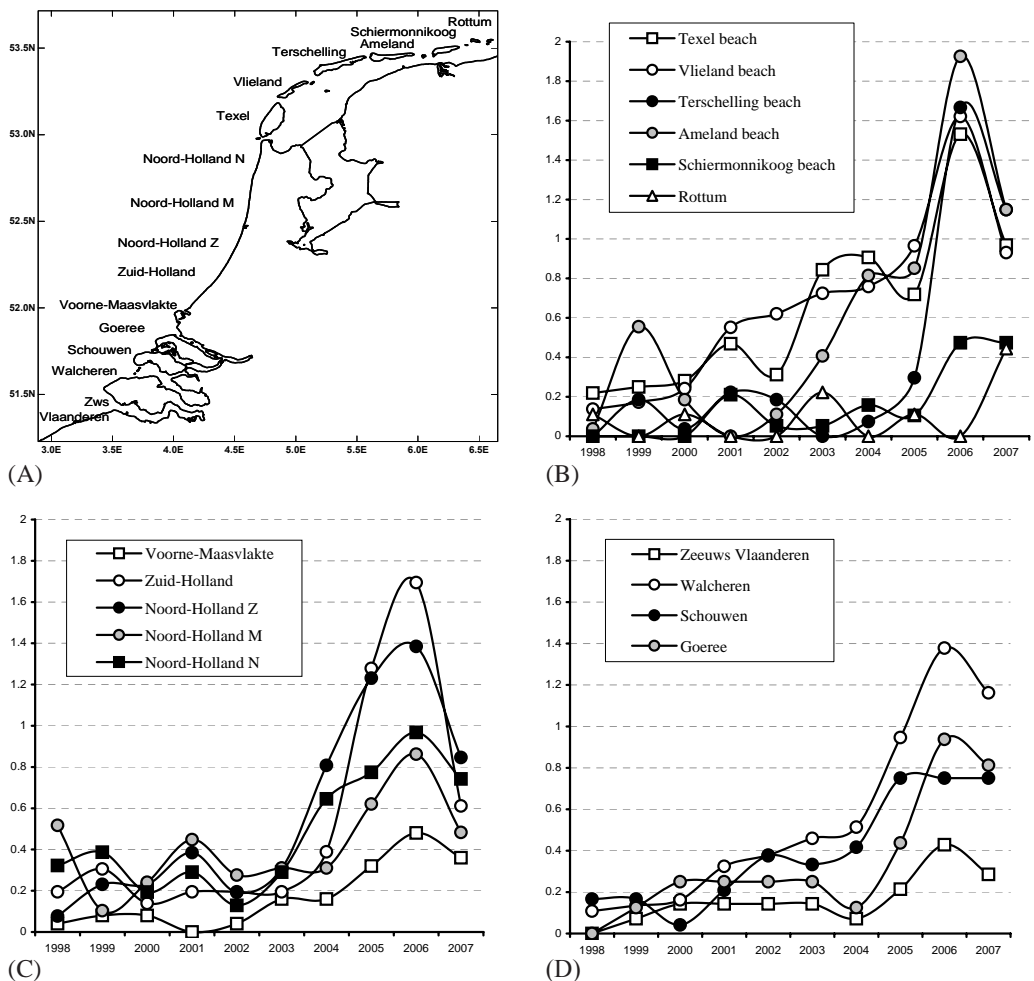 Rottum
Schiermonnikoog
Ameland
Terschelling
Vlieland
Texel
Noord-Holland N
Noord-Holland M
Noord-Holland Z
Zuid-Holland
Voorne-Maasvlakte
Goeree
Schouwen
Walcheren
Zws
Vlaanderen
53.5N
53.0N
52.5N
52.0N
51.5N
3.0E 3.5E 4.0E 4.5E 5.0E 5.5E 6.0E 6.5E
(A)
2
1.8
1.6
1.4
1.2
1
0.8
0.6
0.4
0.2
0
Texel beach
Vlieland beach
Terschelling beach
Ameland beach
Schiermonnikoog beach
Rottum
1998 1999 2000 2001 2002 2003 2004 2005 2006 2007
(B)
2
1.8
1.6
1.4
1.2
1
0.8
0.6
0.4
0.2
0
Voorne-Maasvlakte
Zuid-Holland
Noord-Holland Z
Noord-Holland M
Noord-Holland N
1998 1999 2000 2001 2002 2003 2004 2005 2006 2007
(C)
2
1.8
1.6
1.4
1.2
1
0.8
0.6
0.4
0.2
0
Zeeuws Vlaanderen
Walcheren
Schouwen
Goeree
1998 1999 2000 2001 2002 2003 2004 2005 2006 2007
(D)